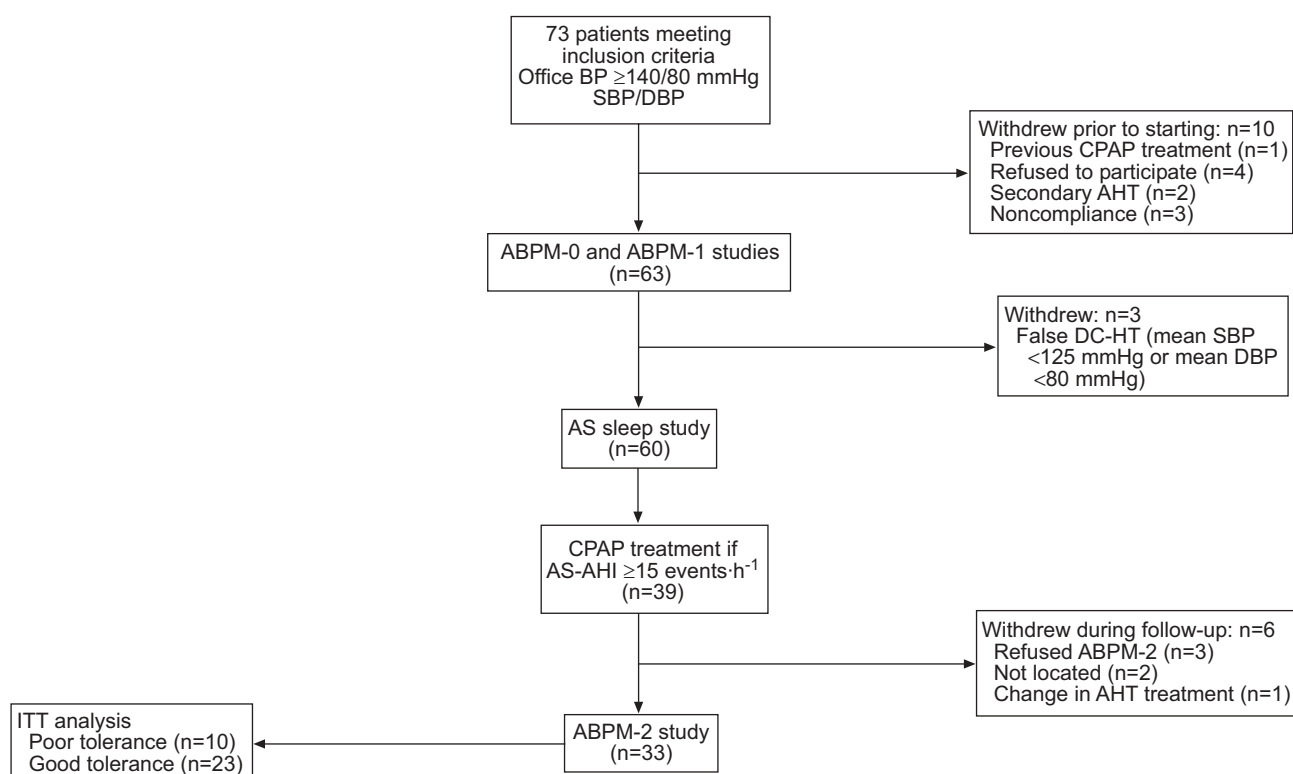 73 patients meeting
inclusion criteria
Office BP ≥140/80 mmHg
SBP/DBP
Withdrew prior to starting: n=10
Previous CPAP treatment (n=1)
Refused to participate (n=4)
Secondary AHT (n=2)
Noncompliance (n=3)
ABPM-0 and ABPM-1 studies
(n=63)
Withdrew: n=3
False DC-HT (mean SBP
<125 mmHg or mean DBP
<80 mmHg)
AS sleep study
(n=60)
CPAP treatment if
AS-AHI ≥15 events·h⁻¹
(n=39)
Withdrew during follow-up: n=6
Refused ABPM-2 (n=3)
Not located (n=2)
Change in AHT treatment (n=1)
ABPM-2 study
(n=33)
ITT analysis
Poor tolerance (n=10)
Good tolerance (n=23)